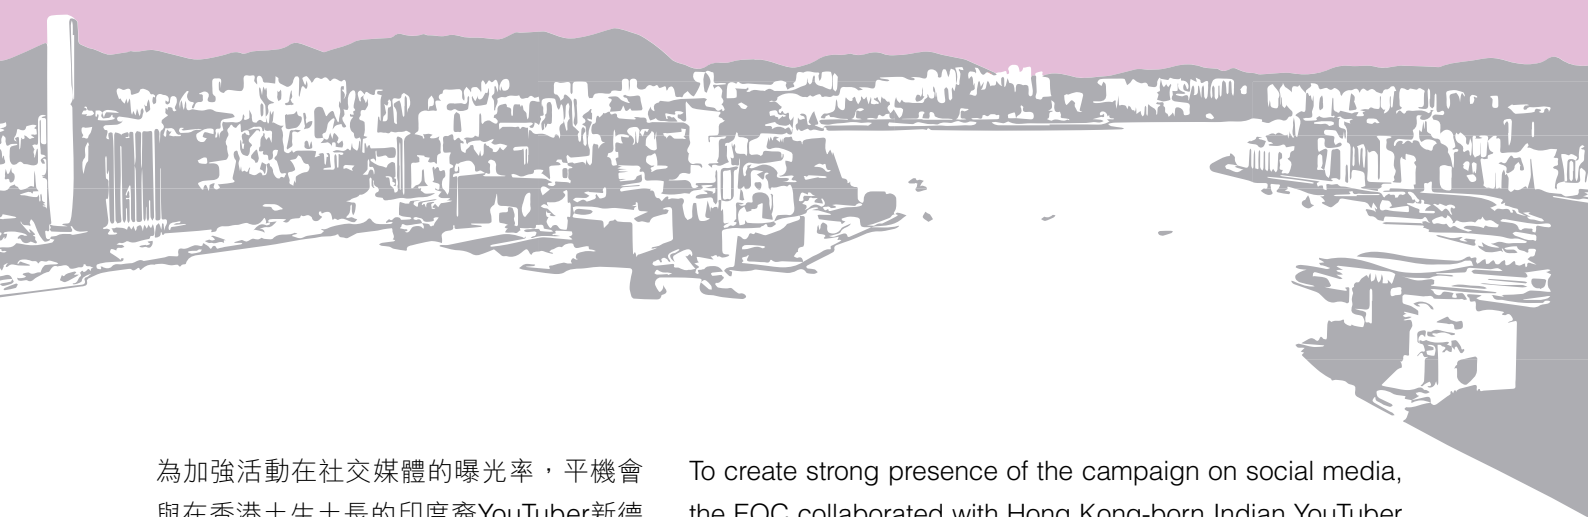 為加強活動在社交媒體的曝光率，平機會
與在香港土生土長的印度裔YouTuber新德
To create strong presence of the campaign on social media,
the EOC collaborated with Hong Kong-born Indian YouTuber